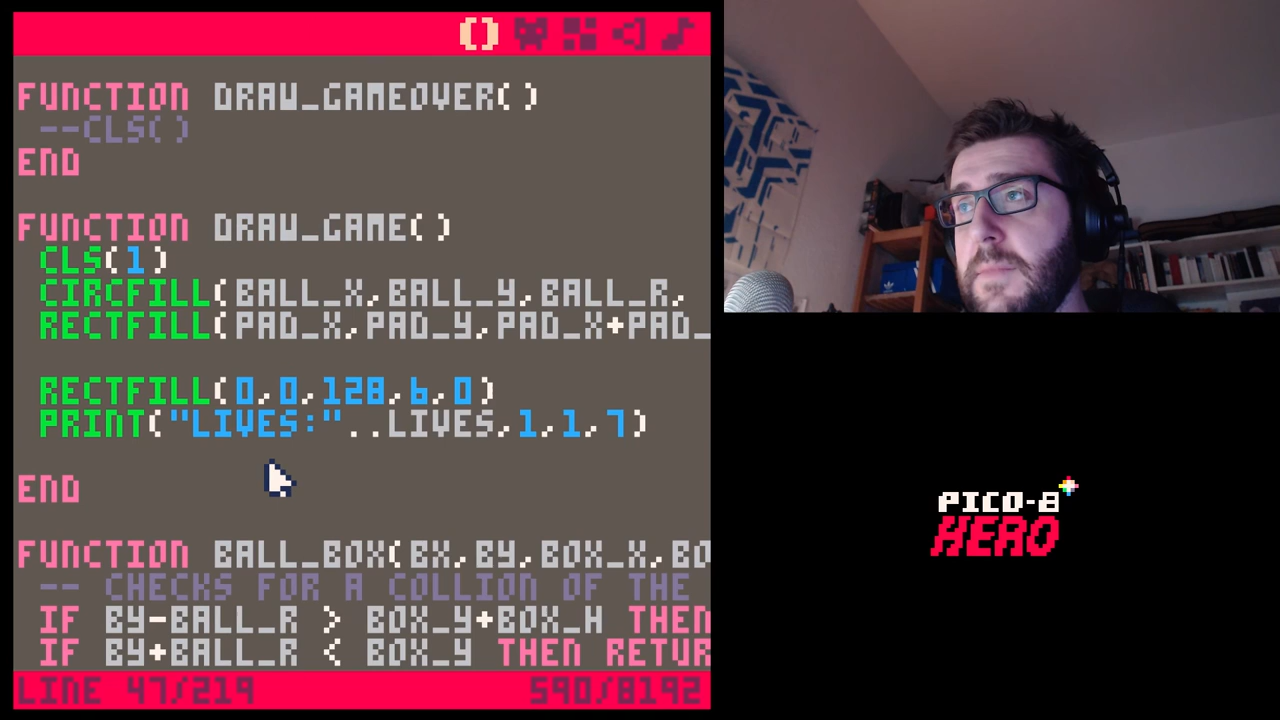 FUNCTION DRAW_GAMEOVER()
--CLS()
END
FUNCTION DRAW_GAME()
CLS(1)
CIRCFILL(BALL_X,BALL_Y,BALL_R,
RECTFILL(PAD_X,PAD_Y,PAD_X+PAD_
RECTFILL(0,0,128,6,0)
PRINT("LIVES:"..LIVES,1,1,7)
END
FUNCTION BALL_BOX(BX,BY,BOX_X,BO
-- CHECKS FOR A COLLION OF THE
IF BY-BALL_R > BOX_Y+BOX_H THEN
IF BY+BALL_R < BOX_Y THEN RETUR
LINE 47/219
590/8192
PICO-8
HERO